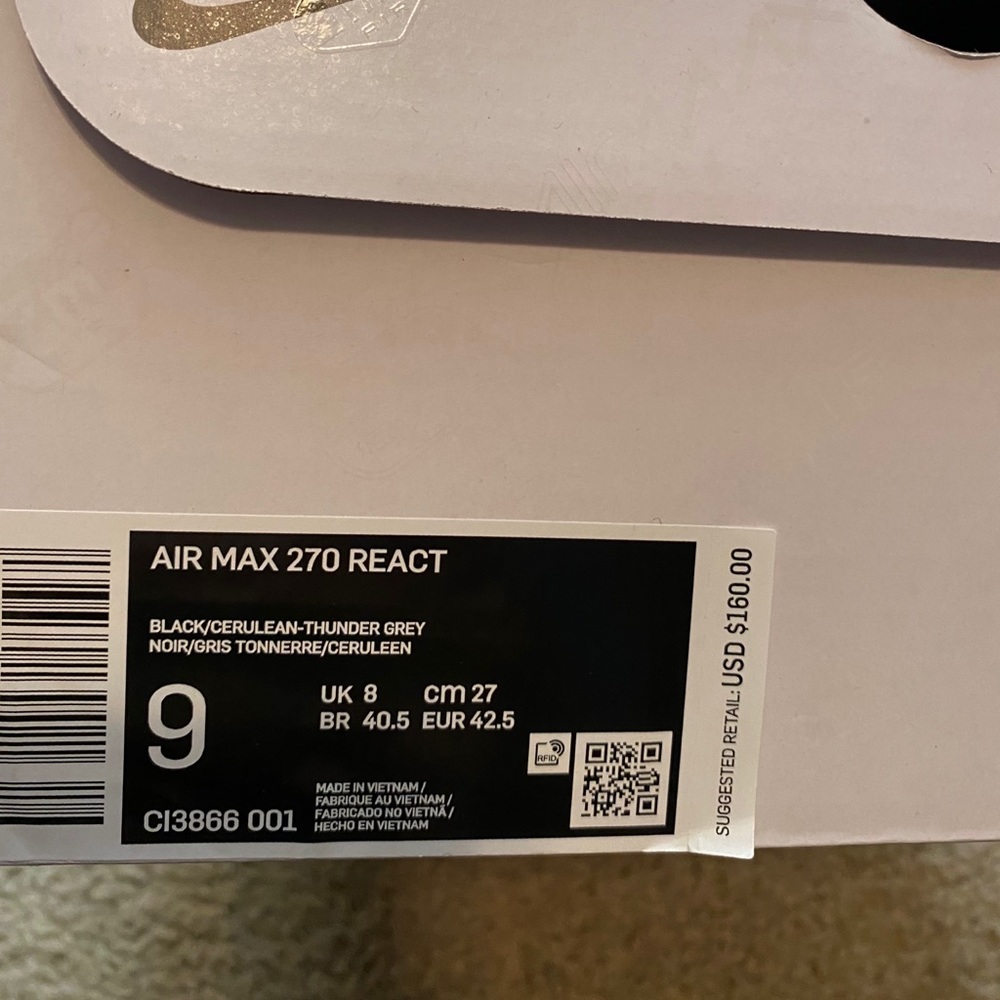 AIR MAX 270 REACT
BLACK/CERULEAN-THUNDER GREY
NOIR/GRIS TONNERRE/CERULEEN
9
UK 8 cm 27
BR 40.5 EUR 42.5
RFID
CI3866 001
MADE IN VIETNAM /
FABRIQUE AU VIETNAM /
FABRICADO NO VIETNÃ /
HECHO EN VIETNAM
SUGGESTED RETAIL: USD $160.00